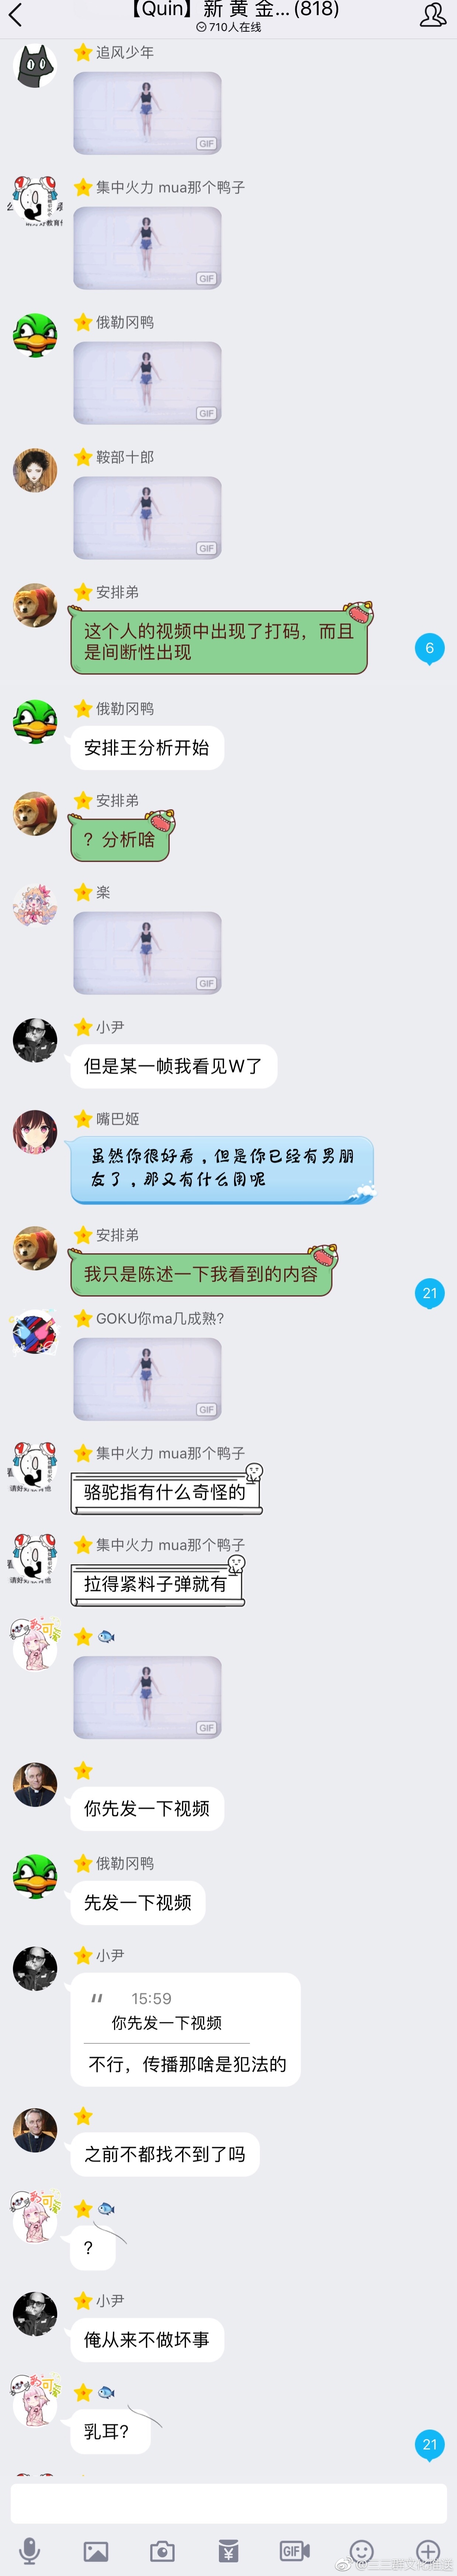 【Quin】新 黄 金... (818)
710人在线
追风少年
GIF
集中火力 mua那个鸭子
GIF
俄勒冈鸭
GIF
鞍部十郎
GIF
安排弟
这个人的视频中出现了打码，而且
是间断性出现
6
俄勒冈鸭
安排王分析开始
安排弟
？分析啥
楽
GIF
小尹
但是某一帧我看见W了
嘴巴姬
虽然你很好看，但是你已经有男朋
友了，那又有什么用呢
安排弟
我只是陈述一下我看到的内容
21
GOKU你ma几成熟?
GIF
集中火力 mua那个鸭子
骆驼指有什么奇怪的
集中火力 mua那个鸭子
拉得紧料子弹就有
GIF
你先发一下视频
俄勒冈鸭
先发一下视频
小尹
15:59
你先发一下视频
不行，传播那啥是犯法的
之前不都找不到了吗
？
小尹
俺从来不做坏事
乳耳？
21
GIF